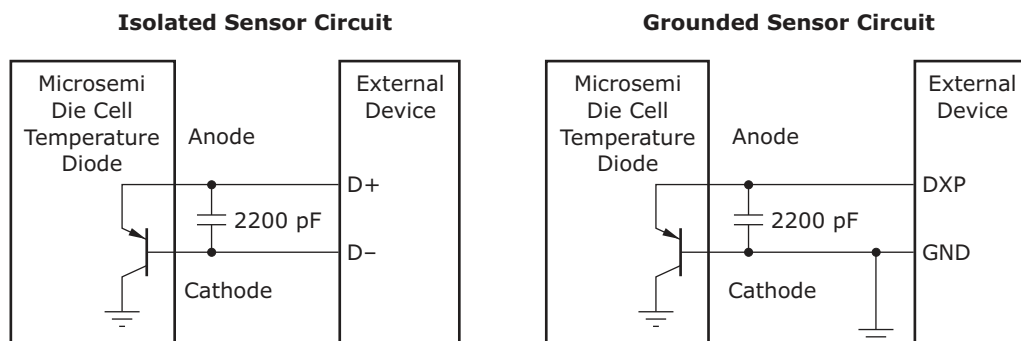 Isolated Sensor Circuit
Microsemi
Die Cell
Temperature
Diode
Anode
External
Device
D+
2200 pF
D−
Cathode
Grounded Sensor Circuit
Microsemi
Die Cell
Temperature
Diode
Anode
External
Device
DXP
2200 pF
GND
Cathode